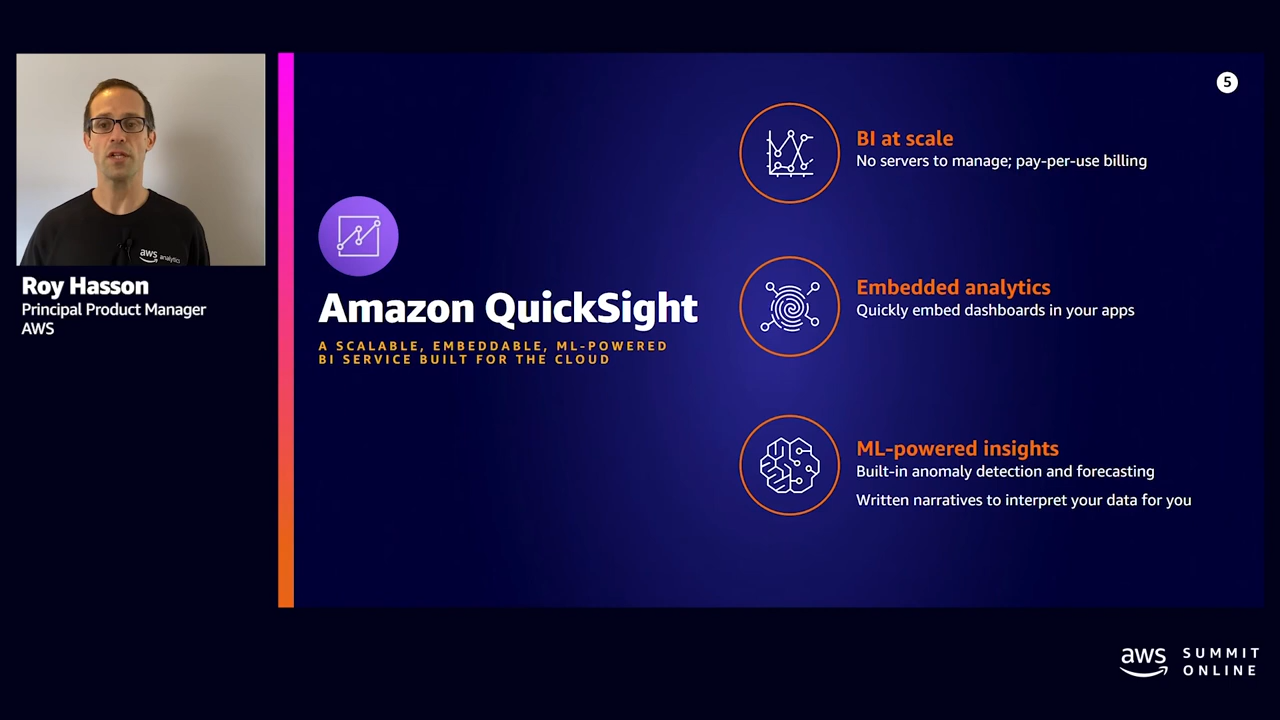 aws analytics
Roy Hasson
Principal Product Manager
AWS
Amazon QuickSight
A SCALABLE, EMBEDDABLE, ML-POWERED
BI SERVICE BUILT FOR THE CLOUD
5
BI at scale
No servers to manage; pay-per-use billing
Embedded analytics
Quickly embed dashboards in your apps
ML-powered insights
Built-in anomaly detection and forecasting
Written narratives to interpret your data for you
aws SUMMIT
ONLINE